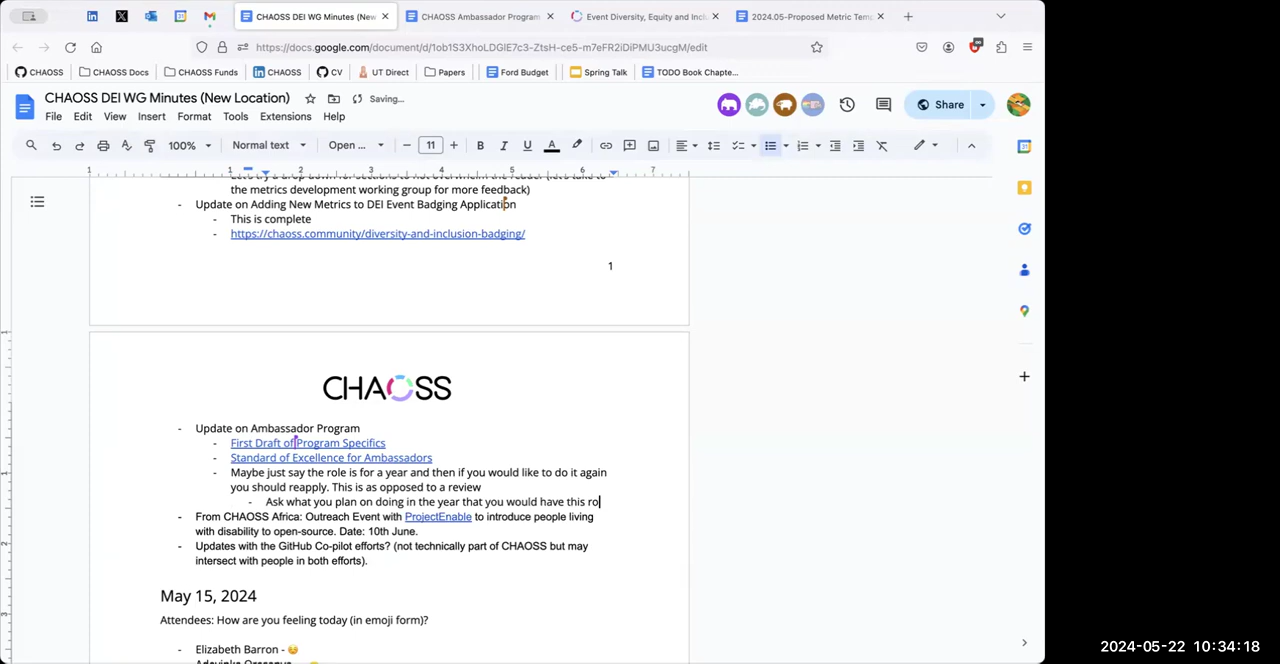 CHAOSS DEI WG Minutes (New
CHAOSS Ambassador Program
Event Diversity, Equity and Incl
2024.05-Proposed Metric Tem
https://docs.google.com/document/d/1ob1S3XhoLDGIE7c3-ZtsH-ce5-m7eFR2iDiPMU3ucgM/edit
CHAOSS
CHAOSS Docs
CHAOSS Funds
CHAOSS
CV
UT Direct
Papers
Ford Budget
Spring Talk
TODO Book Chapte...
CHAOSS DEI WG Minutes (New Location)
Saving...
File Edit View Insert Format Tools Extensions Help
Share
100% Normal text Open ... 11
1 1 2 3 4 5 6 7
the metrics development working group for more feedback)
- Update on Adding New Metrics to DEI Event Badging Application
- This is complete
- https://chaoss.community/diversity-and-inclusion-badging/
1
CHAOSS
- Update on Ambassador Program
- First Draft of Program Specifics
- Standard of Excellence for Ambassadors
- Maybe just say the role is for a year and then if you would like to do it again
you should reapply. This is as opposed to a review
- Ask what you plan on doing in the year that you would have this ro
- From CHAOSS Africa: Outreach Event with ProjectEnable to introduce people living
with disability to open-source. Date: 10th June.
- Updates with the GitHub Co-pilot efforts? (not technically part of CHAOSS but may
intersect with people in both efforts).
May 15, 2024
Attendees: How are you feeling today (in emoji form)?
- Elizabeth Barron - 😌
2024-05-22 10:34:18